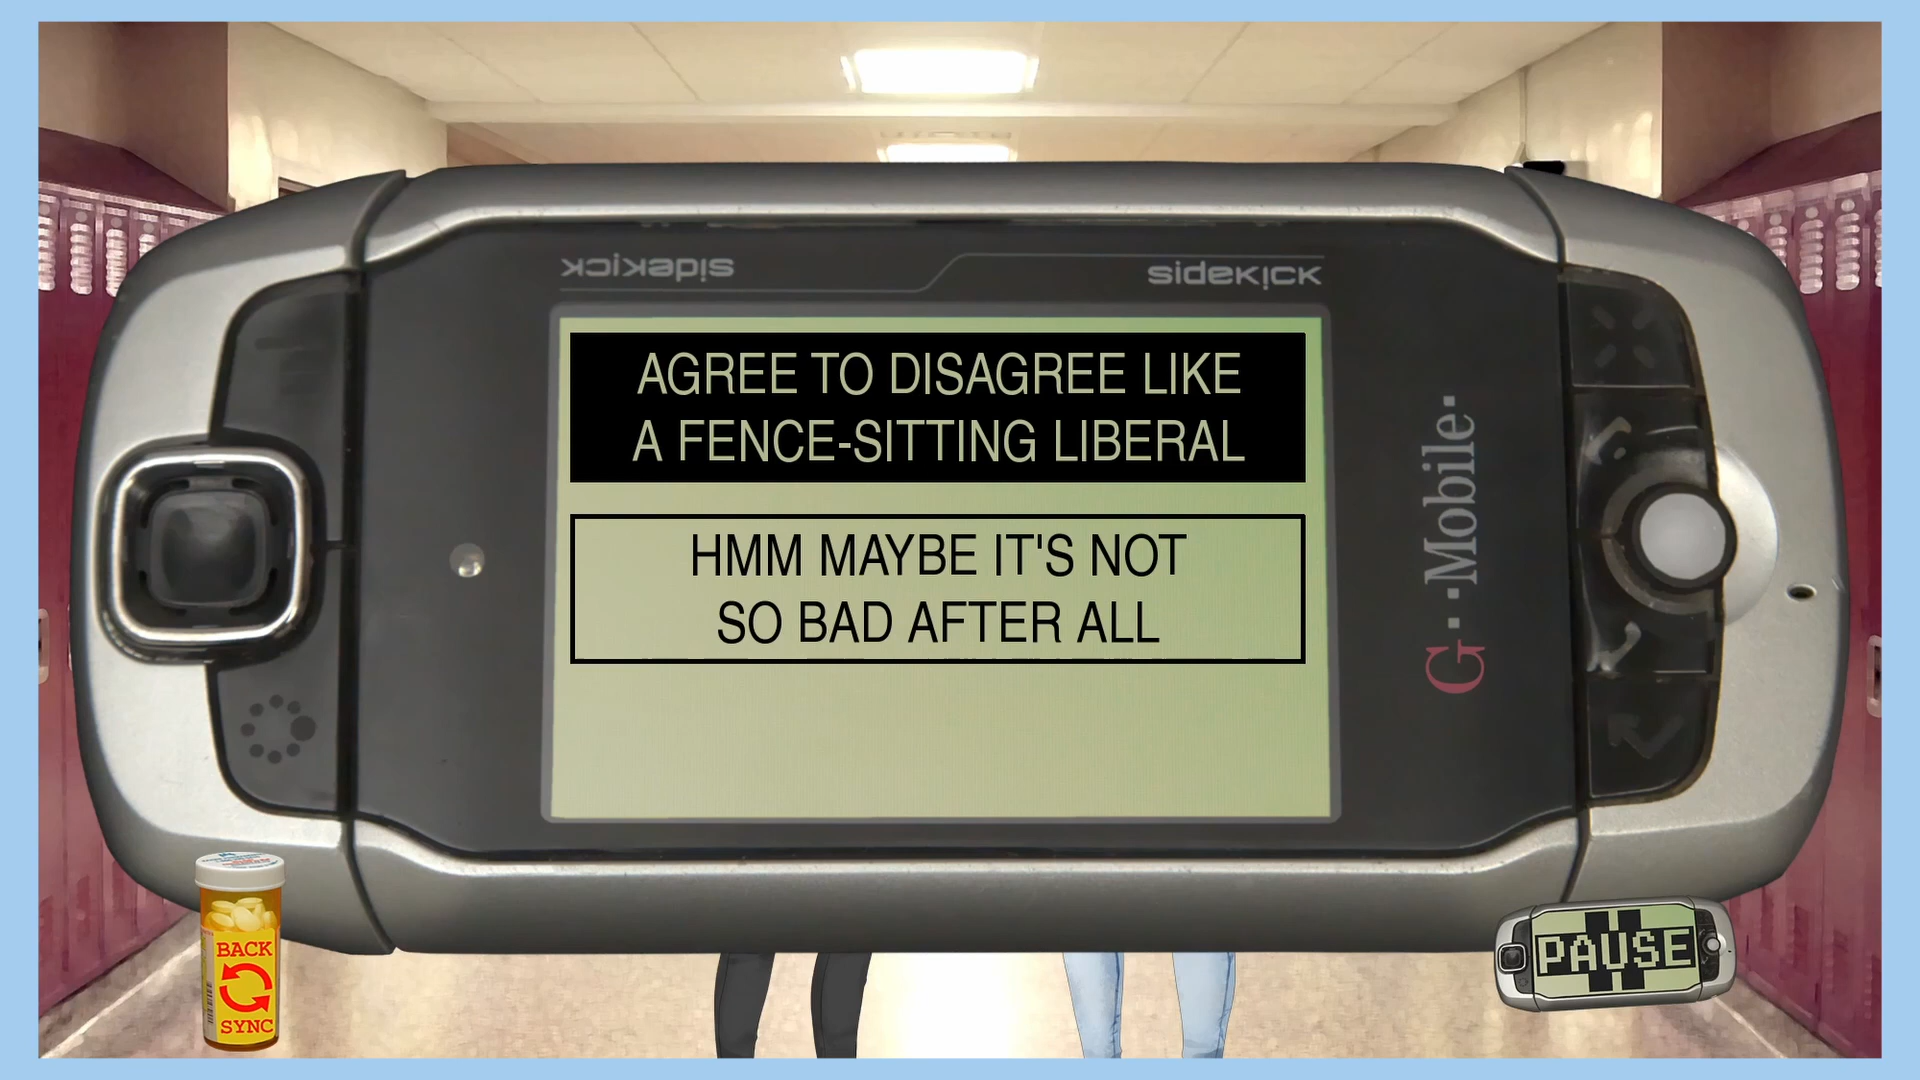 sidekick
sidekick
AGREE TO DISAGREE LIKE
A FENCE-SITTING LIBERAL
HMM MAYBE IT'S NOT
SO BAD AFTER ALL
G··Mobile·
BACK
SYNC
PAUSE